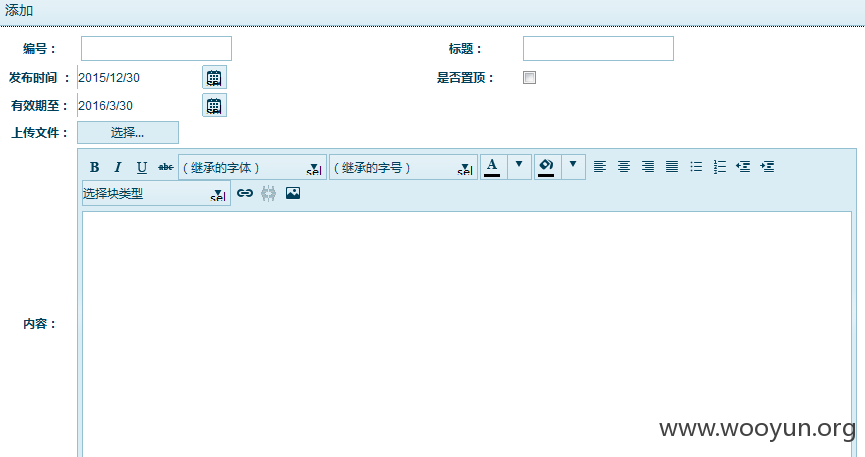 添加
编号： 标题：
发布时间 ： 2015/12/30 是否置顶：
有效期至： 2016/3/30
上传文件： 选择...
B I U abc （继承的字体） sel （继承的字号） sel A
选择块类型 sel
内容：
www.wooyun.org